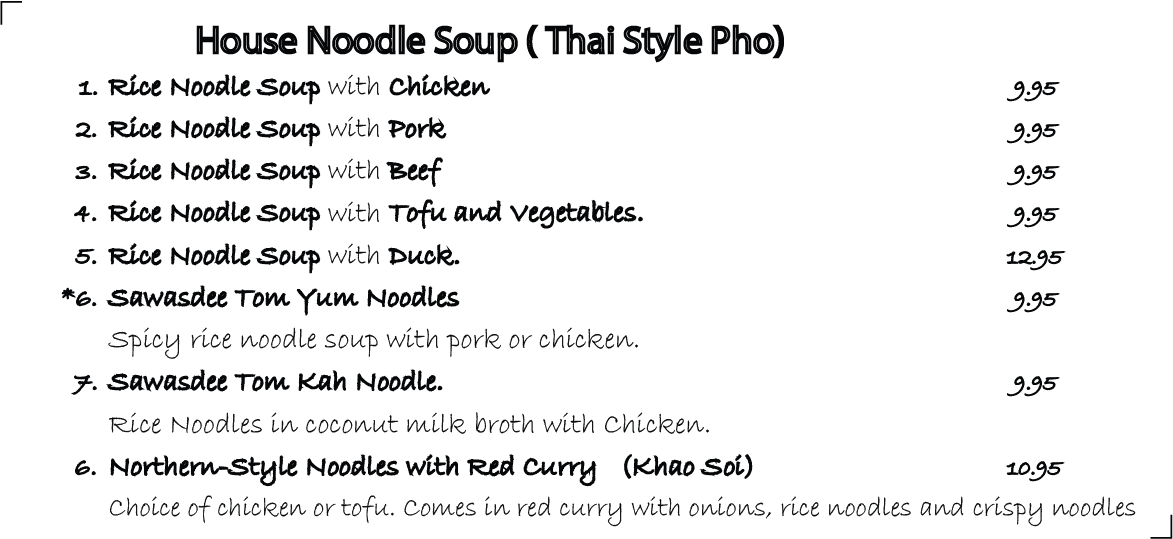 House Noodle Soup ( Thai Style Pho)
1. Rice Noodle Soup with Chicken 9.95
2. Rice Noodle Soup with Pork 9.95
3. Rice Noodle Soup with Beef 9.95
4. Rice Noodle Soup with Tofu and Vegetables. 9.95
5. Rice Noodle Soup with Duck. 12.95
*6. Sawasdee Tom Yum Noodles 9.95
Spicy rice noodle soup with pork or chicken.
7. Sawasdee Tom Kah Noodle. 9.95
Rice Noodles in coconut milk broth with Chicken.
6. Northern-Style Noodles with Red Curry (Khao Soi) 10.95
Choice of chicken or tofu. Comes in red curry with onions, rice noodles and crispy noodles